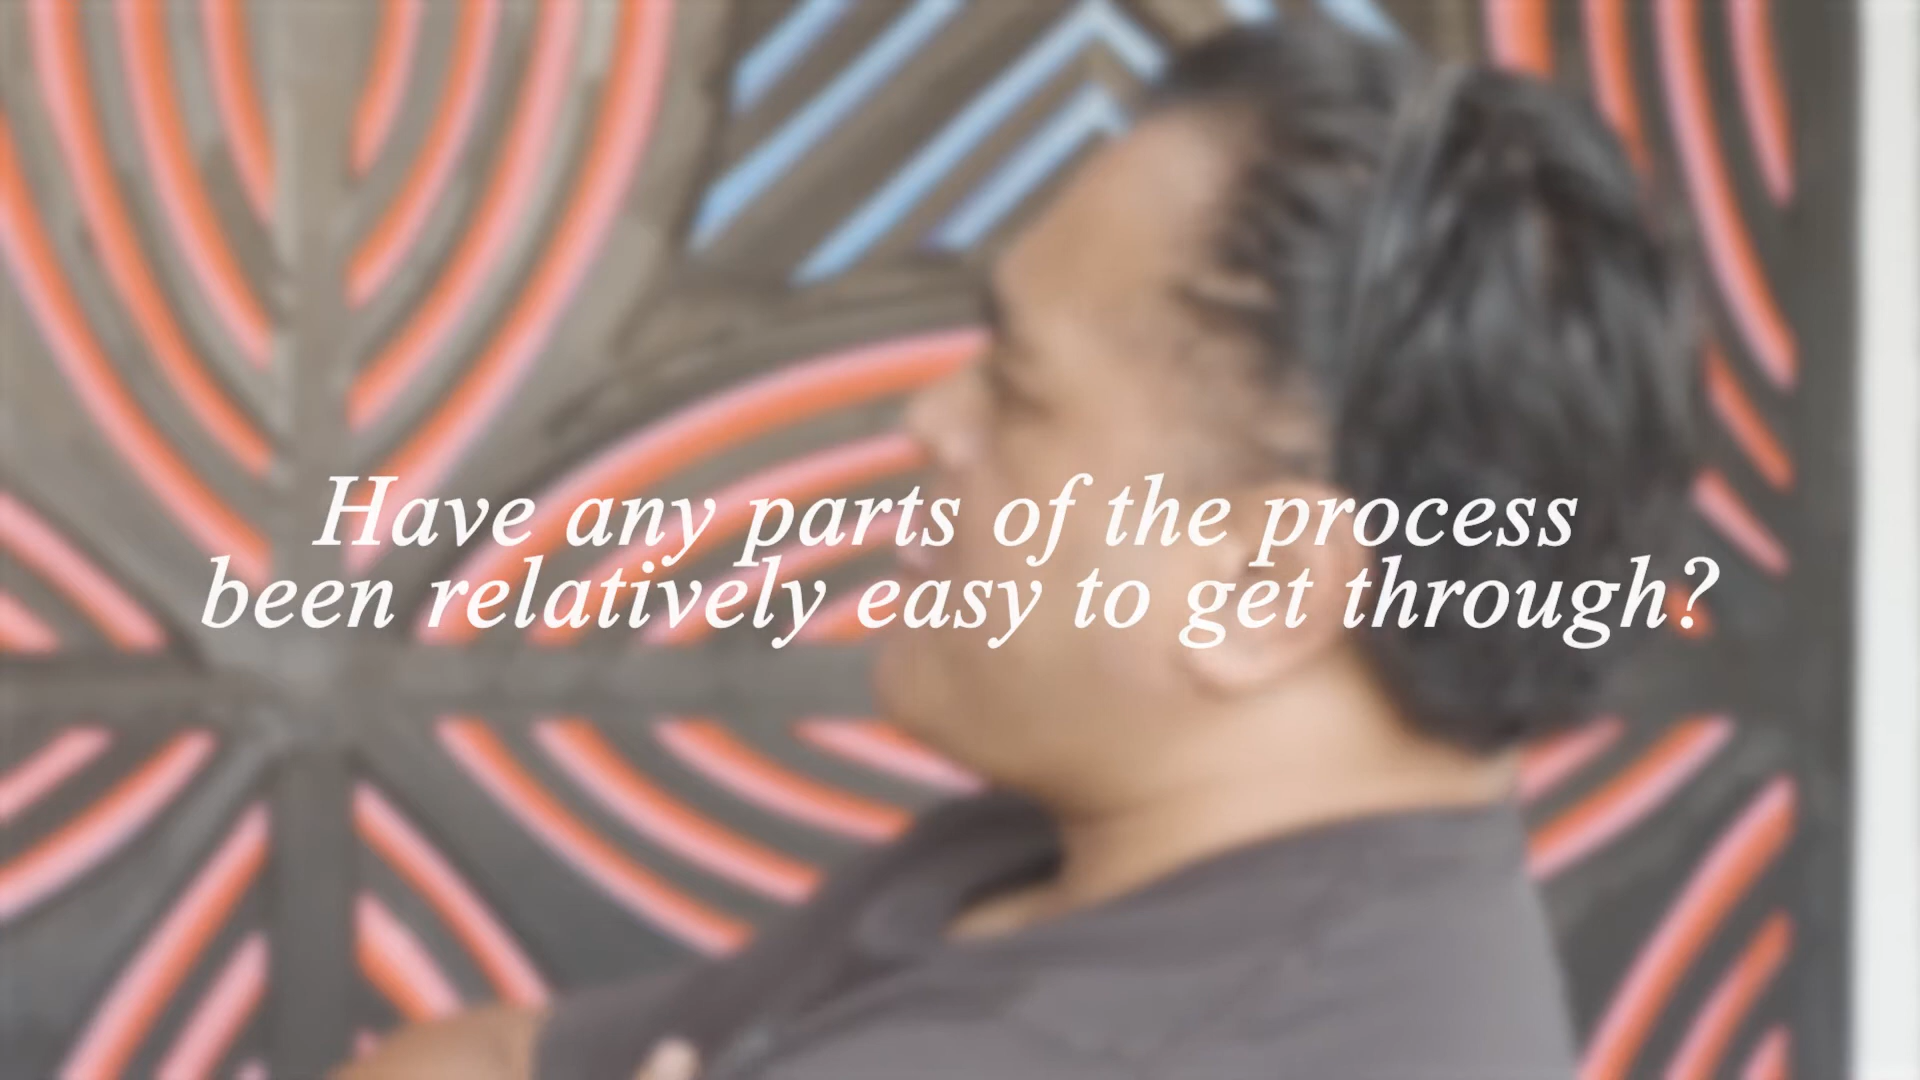 Have any parts of the process
been relatively easy to get through?